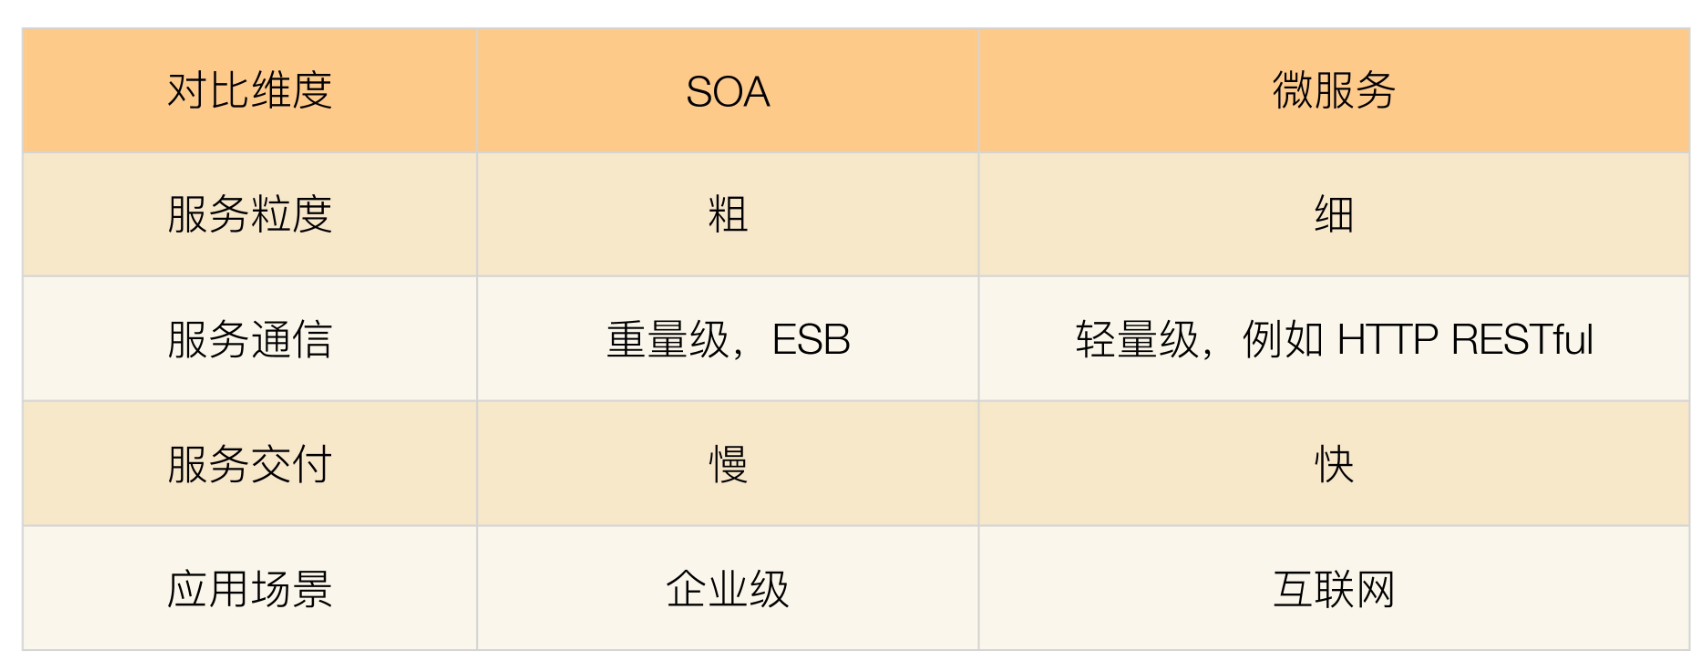 对比维度 SOA 微服务
服务粒度 粗 细
服务通信 重量级，ESB 轻量级，例如 HTTP RESTful
服务交付 慢 快
应用场景 企业级 互联网